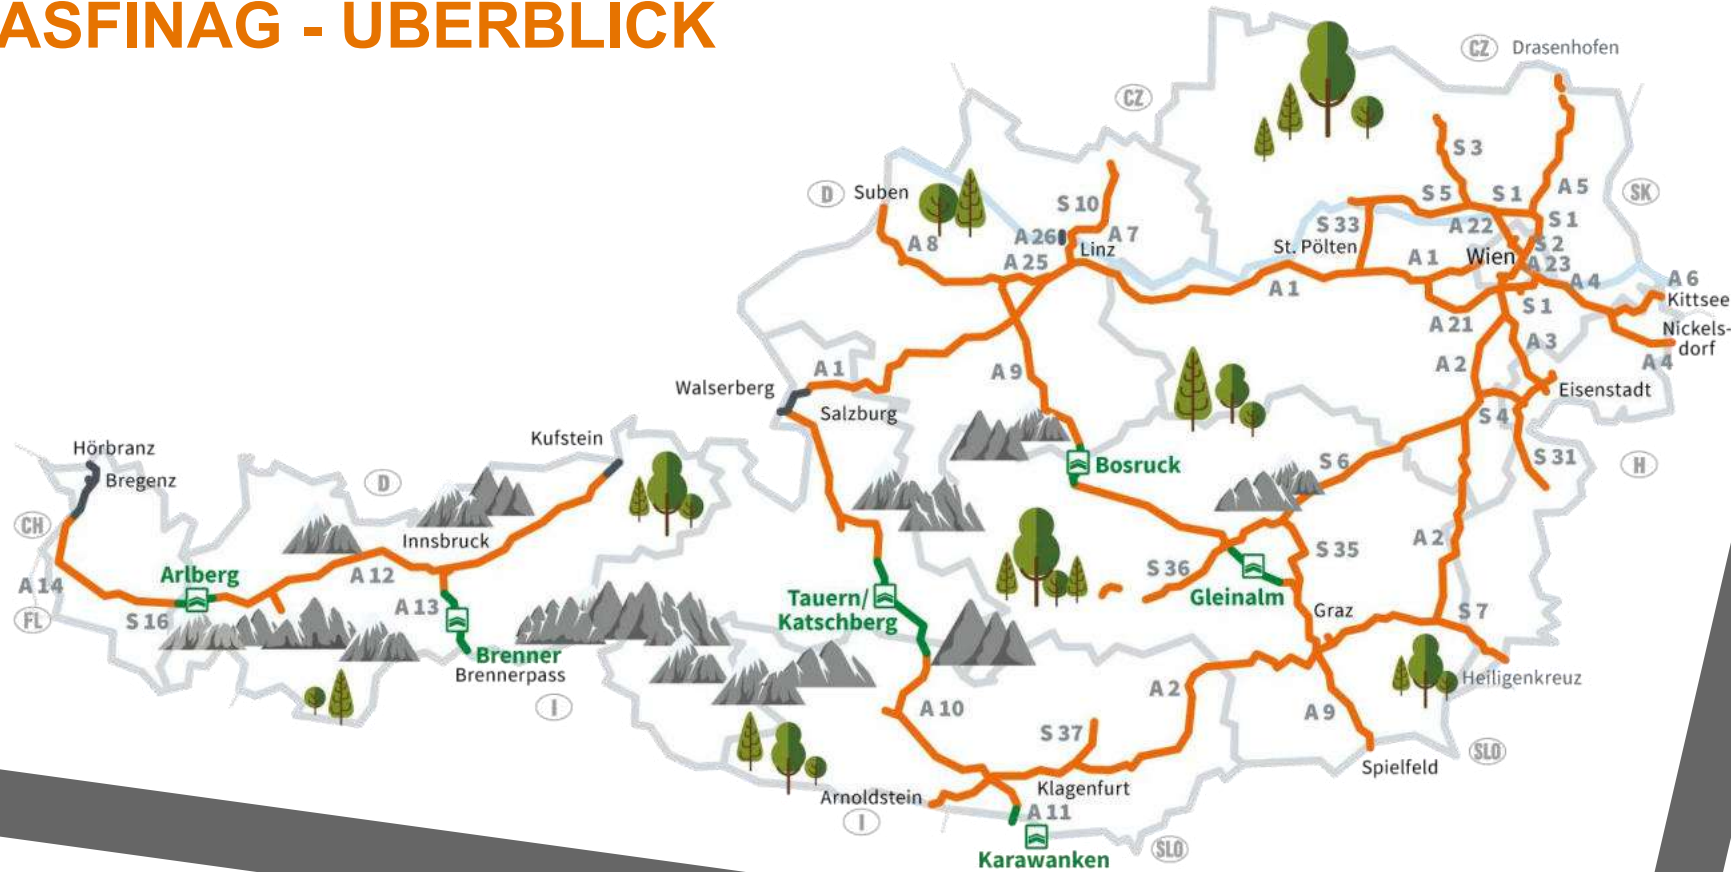 ASFINAG - ÜBERBLICK
CZ
Drasenhofen
CZ
S 3
D
Suben
S 10
S 5
S 1
A 5
SK
A 8
A 26
A 7
Linz
S 33
A 22
S 1
St. Pölten
A 25
A 1
Wien
S 2
A 23
A 4
A 6
Kittsee
A 1
S 1
A 21
Nickels-
dorf
A 3
A 2
A 4
Walserberg
A 1
A 9
Eisenstadt
Salzburg
S 4
Hörbranz
Bregenz
Kufstein
D
Bosruck
S 6
S 31
H
CH
Innsbruck
A 2
S 35
A 14
Arlberg
A 12
S 36
Gleinalm
FL
S 16
A 13
Tauern/
Katschberg
Graz
S 7
Brenner
Brennerpass
Heiligenkreuz
I
A 10
A 2
A 9
S 37
SLO
Spielfeld
Arnoldstein
Klagenfurt
I
A 11
SLO
Karawanken